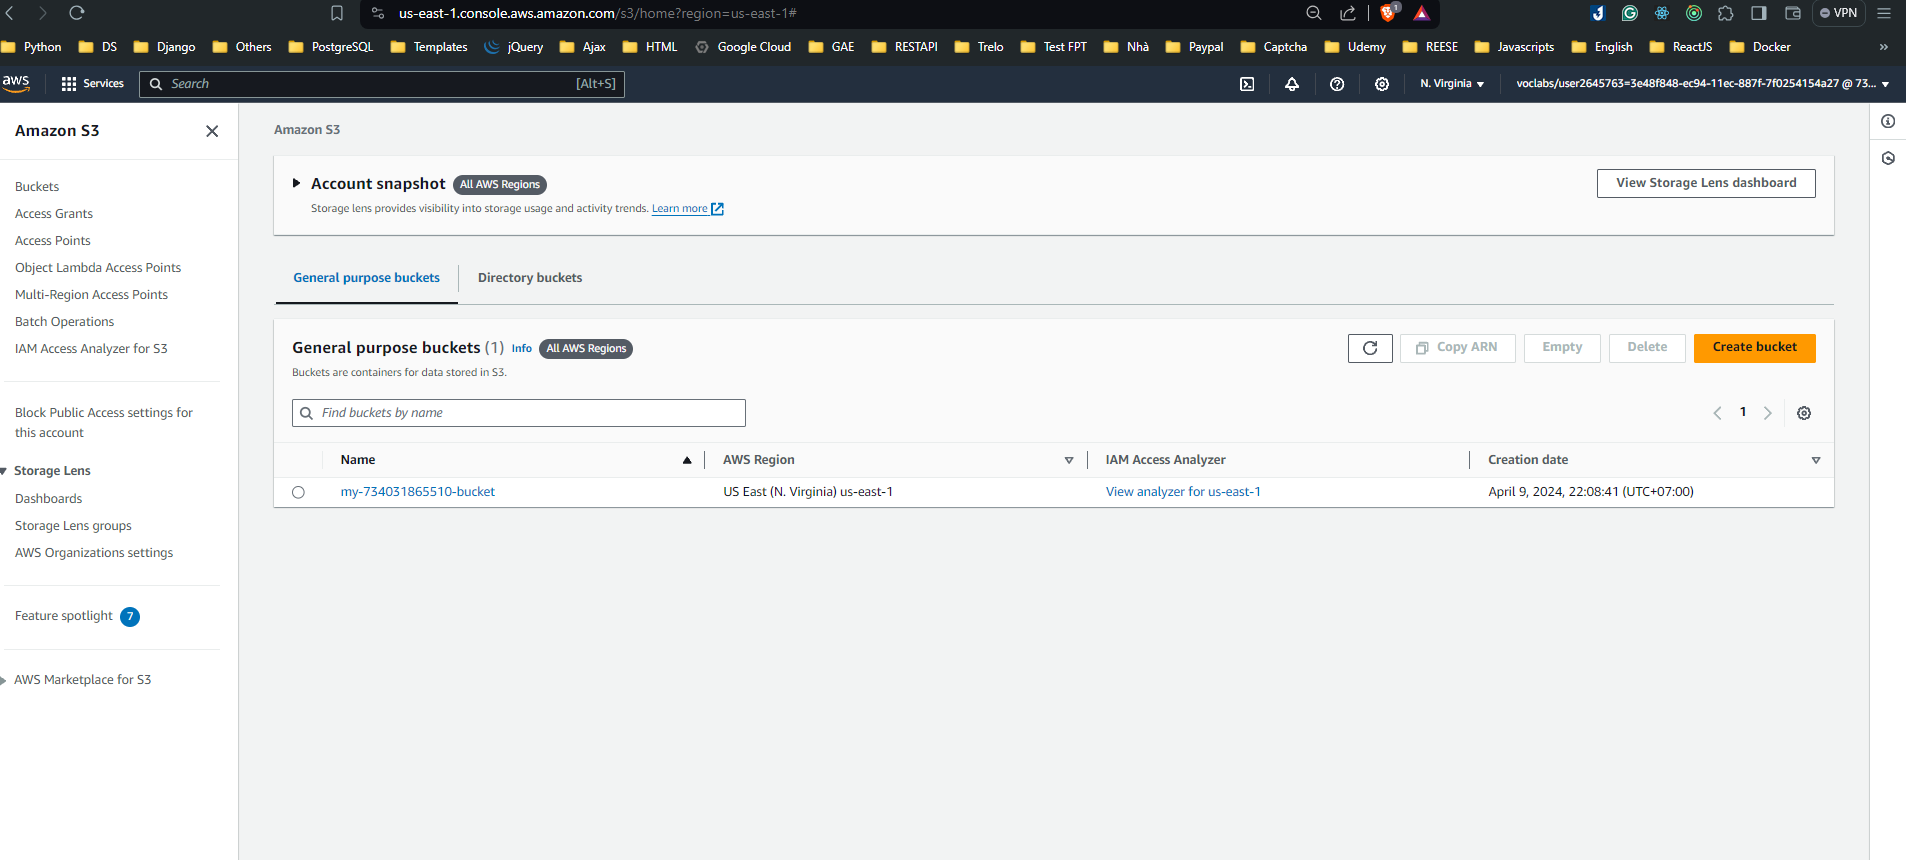 us-east-1.console.aws.amazon.com/s3/home?region=us-east-1#
1
VPN
Python DS Django Others PostgreSQL Templates jQuery Ajax HTML Google Cloud GAE RESTAPI Trelo Test FPT Nhà Paypal Captcha Udemy REESE Javascripts English ReactJS Docker »
aws Services Search [Alt+S] N. Virginia voclabs/user2645763=3e48f848-ec94-11ec-887f-7f0254154a27 @ 73...
Amazon S3
Buckets
Access Grants
Access Points
Object Lambda Access Points
Multi-Region Access Points
Batch Operations
IAM Access Analyzer for S3
Block Public Access settings for
this account
Storage Lens
Dashboards
Storage Lens groups
AWS Organizations settings
Feature spotlight 7
AWS Marketplace for S3
Amazon S3
Account snapshot All AWS Regions
View Storage Lens dashboard
Storage lens provides visibility into storage usage and activity trends. Learn more
General purpose buckets Directory buckets
General purpose buckets (1) Info All AWS Regions
Copy ARN Empty Delete Create bucket
Buckets are containers for data stored in S3.
Find buckets by name
1
Name AWS Region IAM Access Analyzer Creation date
my-734031865510-bucket US East (N. Virginia) us-east-1 View analyzer for us-east-1 April 9, 2024, 22:08:41 (UTC+07:00)